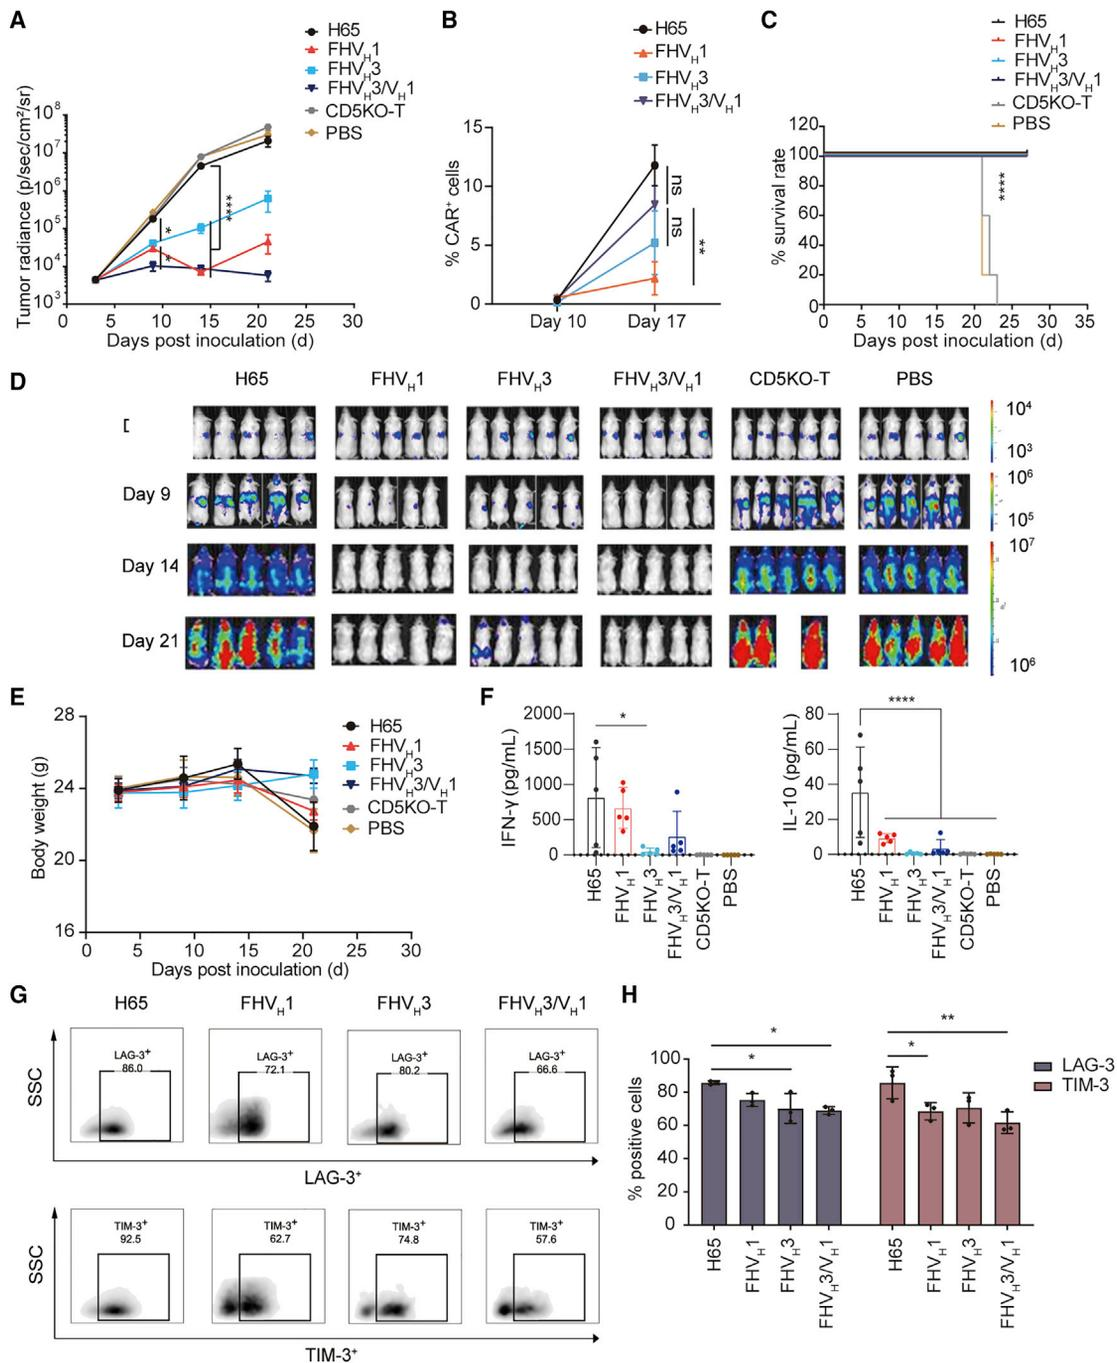 A
H65
FHVH1
FHVH3
FHVH3/VH1
CD5KO-T
PBS
Tumor radiance (p/sec/cm²/sr)
10⁸
10⁷
10⁶
10⁵
10⁴
10³
*
*
****
0 5 10 15 20 25 30
Days post inoculation (d)
B
H65
FHVH1
FHVH3
FHVH3/VH1
% CAR⁺ cells
15
10
5
0
ns
ns
**
Day 10 Day 17
C
H65
FHVH1
FHVH3
FHVH3/VH1
CD5KO-T
PBS
% survival rate
120
100
80
60
40
20
0
****
0 5 10 15 20 25 30 35
Days post inoculation (d)
D
H65 FHVH1 FHVH3 FHVH3/VH1 CD5KO-T PBS
10⁴
10³
Day 9
10⁶
10⁵
Day 14
10⁷
Day 21
10⁶
E
Body weight (g)
28
24
20
16
H65
FHVH1
FHVH3
FHVH3/VH1
CD5KO-T
PBS
0 5 10 15 20 25 30
Days post inoculation (d)
F
IFN-γ (pg/mL)
2000
1500
1000
500
0
*
H65
FHVH1
FHVH3
FHVH3/VH1
CD5KO-T
PBS
IL-10 (pg/mL)
80
60
40
20
0
****
H65
FHVH1
FHVH3
FHVH3/VH1
CD5KO-T
PBS
G
H65 FHVH1 FHVH3 FHVH3/VH1
SSC
LAG-3⁺
86.0
LAG-3⁺
72.1
LAG-3⁺
80.2
LAG-3⁺
66.6
LAG-3⁺
SSC
TIM-3⁺
92.5
TIM-3⁺
62.7
TIM-3⁺
74.8
TIM-3⁺
57.6
TIM-3⁺
H
% positive cells
100
80
60
40
20
0
*
*
**
*
LAG-3
TIM-3
H65
FHVH1
FHVH3
FHVH3/VH1
H65
FHVH1
FHVH3
FHVH3/VH1